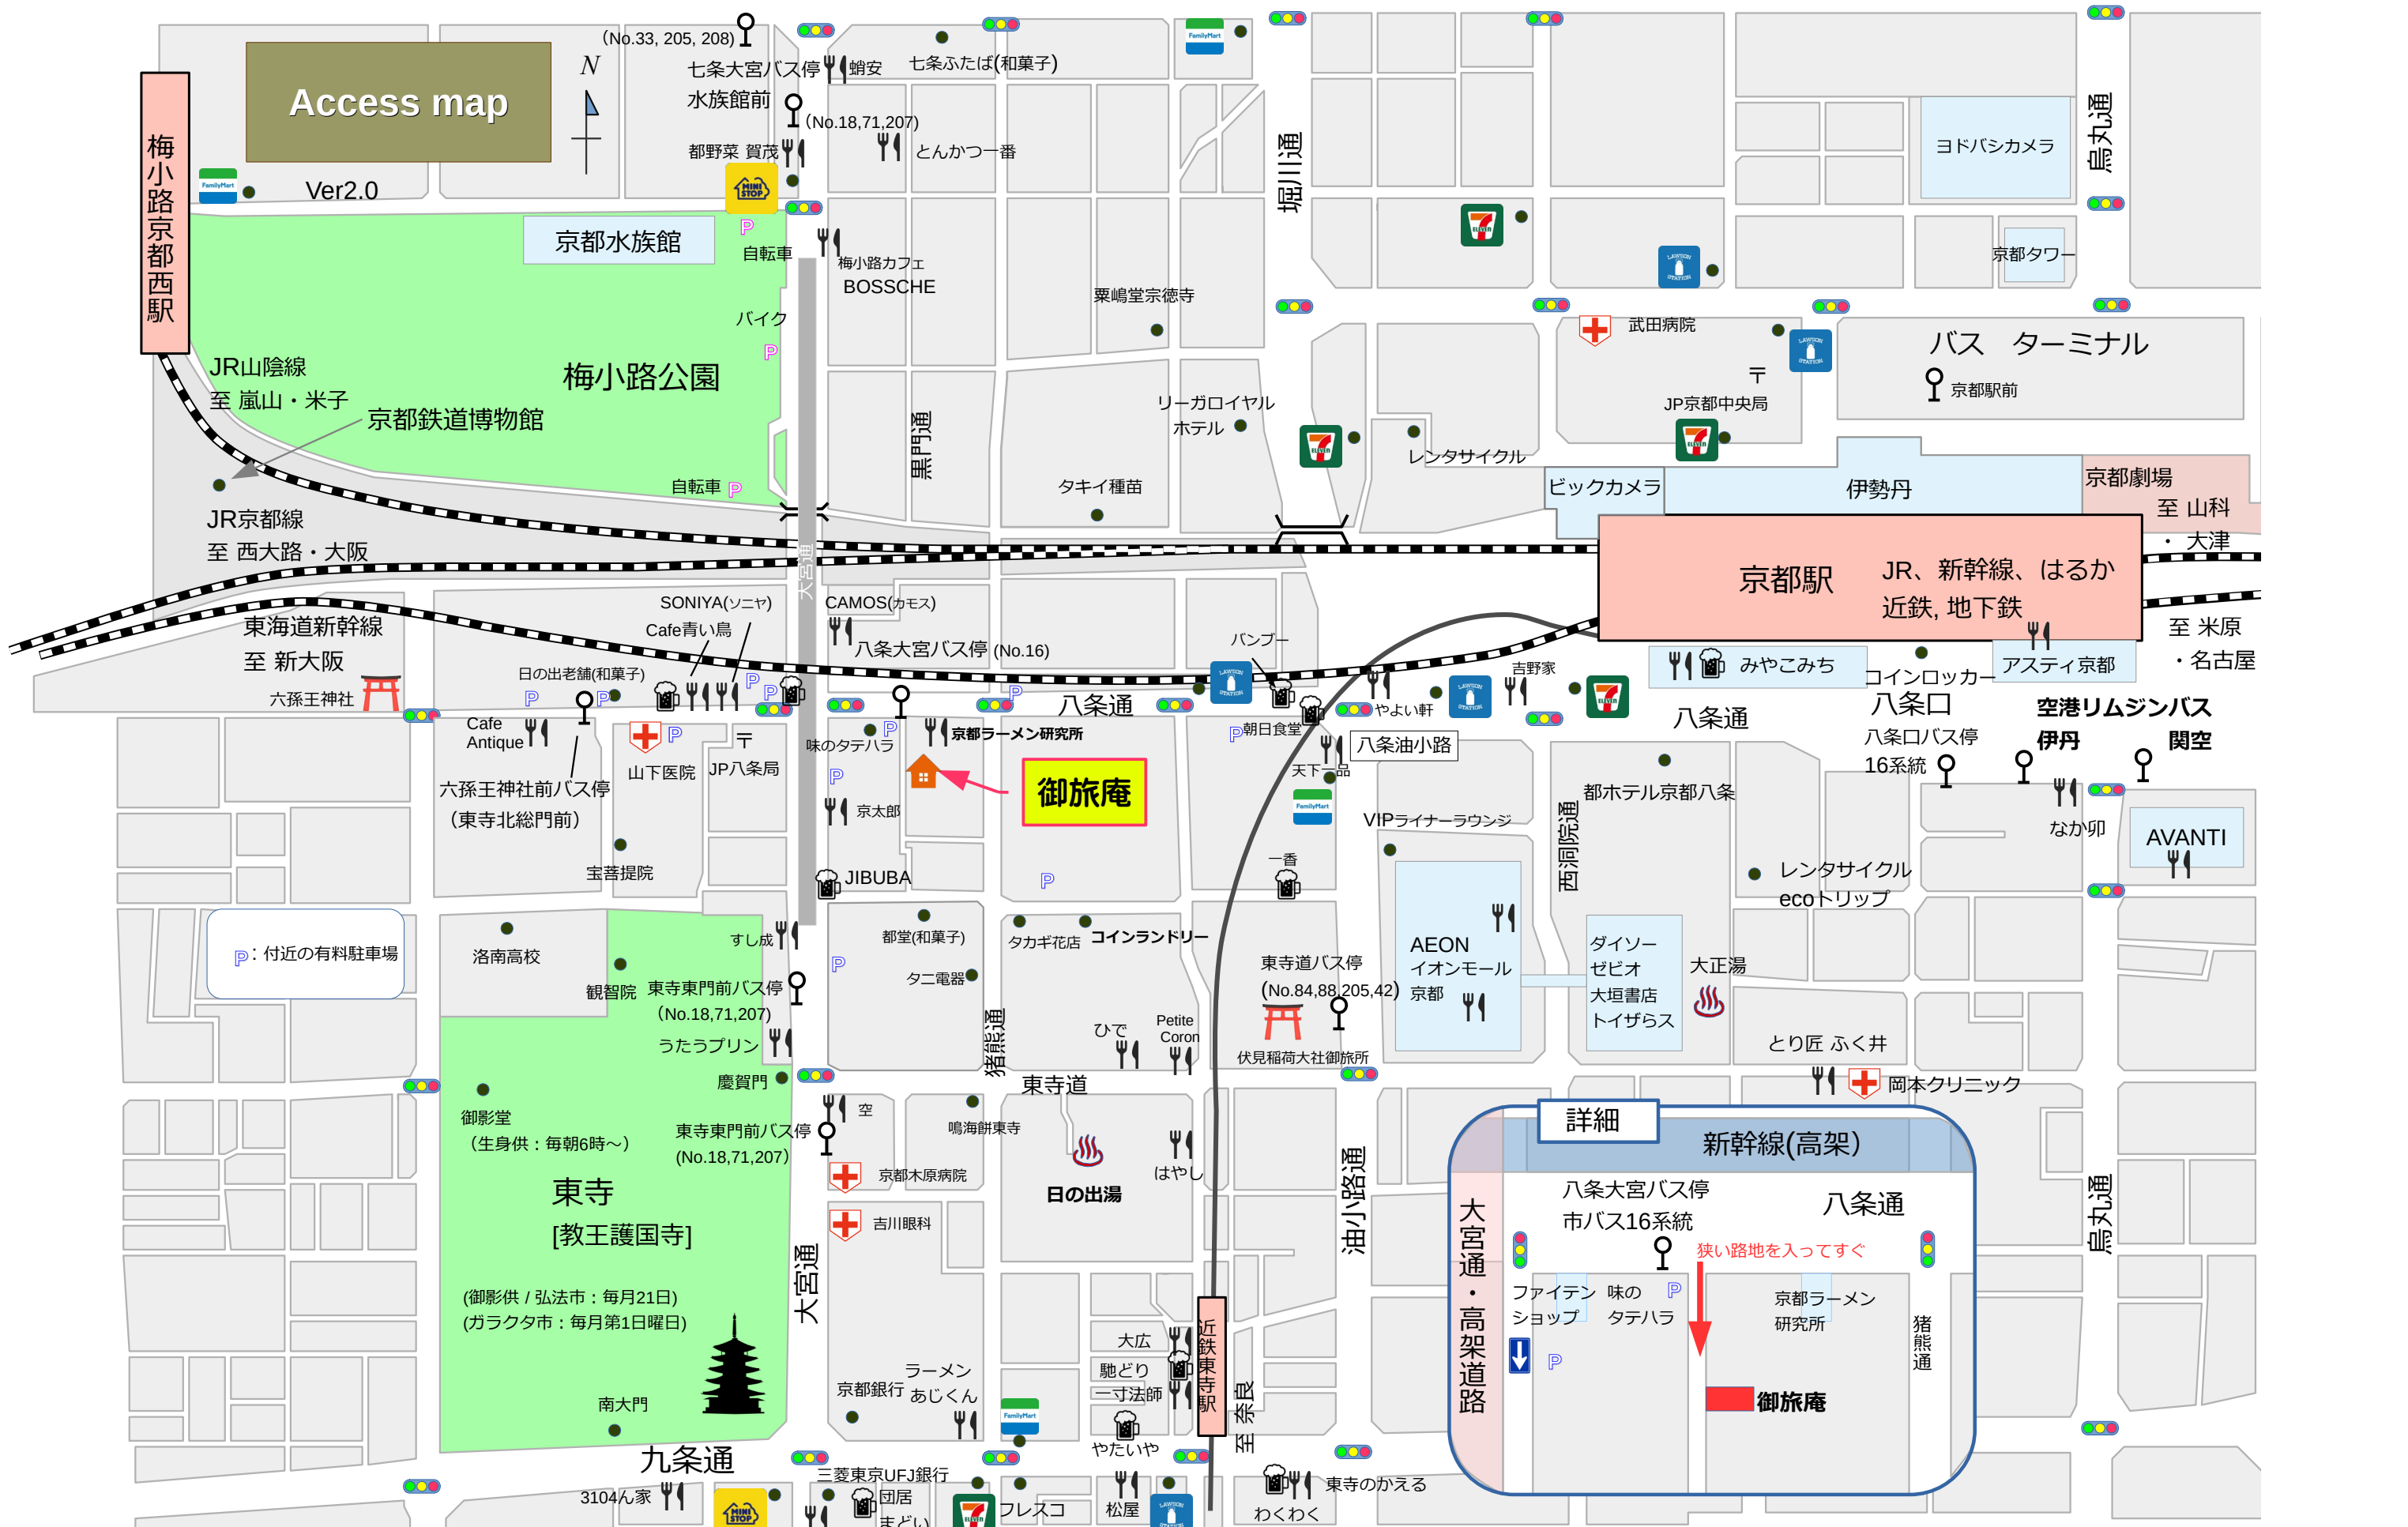 Access map
Ver2.0
N
(No.33, 205, 208)
七条大宮バス停
水族館前
(No.18,71,207)
蛸安
七条ふたば(和菓子)
FamilyMart
都野菜 賀茂
とんかつ一番
MINI STOP
FamilyMart
梅小路京都西駅
京都水族館
P
自転車
梅小路カフェ
BOSSCHE
バイク
P
梅小路公園
JR山陰線
至 嵐山・米子
京都鉄道博物館
自転車 P
JR京都線
至 西大路・大阪
粟嶋堂宗徳寺
リーガロイヤル
ホテル
タキイ種苗
黒門通
堀川通
烏丸通
ヨドバシカメラ
京都タワー
7 ELEVEN
LAWSON STATION
武田病院
LAWSON STATION
〒
JP京都中央局
7 ELEVEN
バス ターミナル
京都駅前
7 ELEVEN
レンタサイクル
ビックカメラ
伊勢丹
京都劇場
至 山科
・大津
京都駅
JR、新幹線、はるか
近鉄, 地下鉄
至 米原
・名古屋
大宮通
東海道新幹線
至 新大阪
六孫王神社
SONIYA(ソニヤ)
Cafe青い鳥
CAMOS(カモス)
八条大宮バス停 (No.16)
日の出老舗(和菓子)
P
P
P
P
P
八条通
バンブー
LAWSON STATION
朝日食堂
P
やよい軒
LAWSON STATION
吉野家
7 ELEVEN
みやこみち
コインロッカー
アスティ京都
八条通
八条口
八条口バス停
16系統
空港リムジンバス
伊丹 関空
なか卯
AVANTI
Cafe
Antique
六孫王神社前バス停
(東寺北総門前)
P
山下医院
〒
JP八条局
味のタテハラ
P
京都ラーメン研究所
P
京太郎
御旅庵
天下一品
八条油小路
FamilyMart
VIPライナーラウンジ
都ホテル京都八条
西洞院通
レンタサイクル
ecoトリップ
宝菩提院
JIBUBA
P
一香
P：付近の有料駐車場
洛南高校
すし成
観智院
東寺東門前バス停
(No.18,71,207)
うたうプリン
慶賀門
都堂(和菓子)
P
タニ電器
タカギ花店
コインランドリー
猪熊通
ひで
Petite
Coron
東寺道バス停
(No.84,88,205,42)
伏見稲荷大社御旅所
AEON
イオンモール
京都
ダイソー
ゼビオ
大垣書店
トイザらス
大正湯
とり匠 ふく井
岡本クリニック
東寺道
御影堂
(生身供：毎朝6時～)
空
東寺東門前バス停
(No.18,71,207)
鳴海餅東寺
京都木原病院
吉川眼科
日の出湯
はやし
油小路通
烏丸通
東寺
[教王護国寺]
(御影供 / 弘法市：毎月21日)
(ガラクタ市：毎月第1日曜日)
南大門
大宮通
京都銀行
ラーメン
あじくん
FamilyMart
大広
馳どり
一寸法師
やたいや
近鉄東寺駅
至 奈良
九条通
3104ん家
MINI STOP
三菱東京UFJ銀行
団居
まどい
7 ELEVEN
フレスコ
松屋
LAWSON STATION
わくわく
東寺のかえる
詳細
新幹線(高架)
大宮通・高架道路
八条大宮バス停
市バス16系統
八条通
狭い路地を入ってすぐ
ファイテン
ショップ
味の
タテハラ
P
P
京都ラーメン
研究所
猪熊通
御旅庵